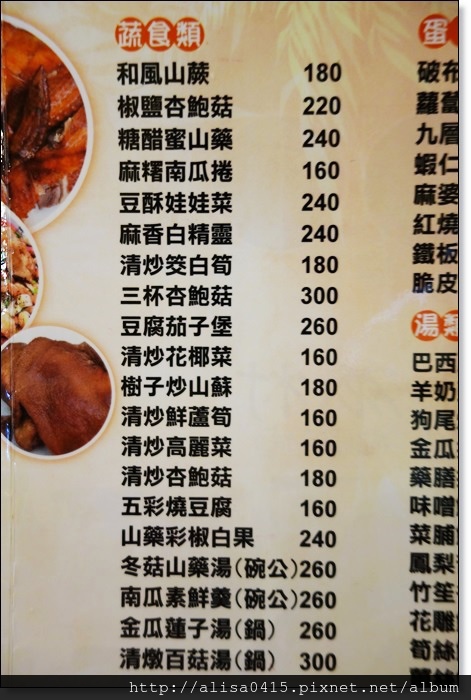 蔬食類
和風山蕨 180
椒鹽杏鮑菇 220
糖醋蜜山藥 240
麻糬南瓜捲 160
豆酥娃娃菜 240
麻香白精靈 240
清炒筊白筍 180
三杯杏鮑菇 300
豆腐茄子堡 260
清炒花椰菜 160
樹子炒山蘇 180
清炒鮮蘆筍 160
清炒高麗菜 160
清炒杏鮑菇 180
五彩燒豆腐 160
山藥彩椒白果 240
冬菇山藥湯(碗公)260
南瓜素鮮羹(碗公)260
金瓜蓮子湯(鍋) 260
清燉百菇湯(鍋) 300
蛋
破布
蘿蔔
九層
蝦仁
麻婆
紅燒
鐵板
脆皮
湯類
巴西
羊奶
狗尾
金瓜
藥膳
味噌
菜脯
鳳梨
竹笙
花雕
筍絲
http://alisa0415.pixnet.net/album